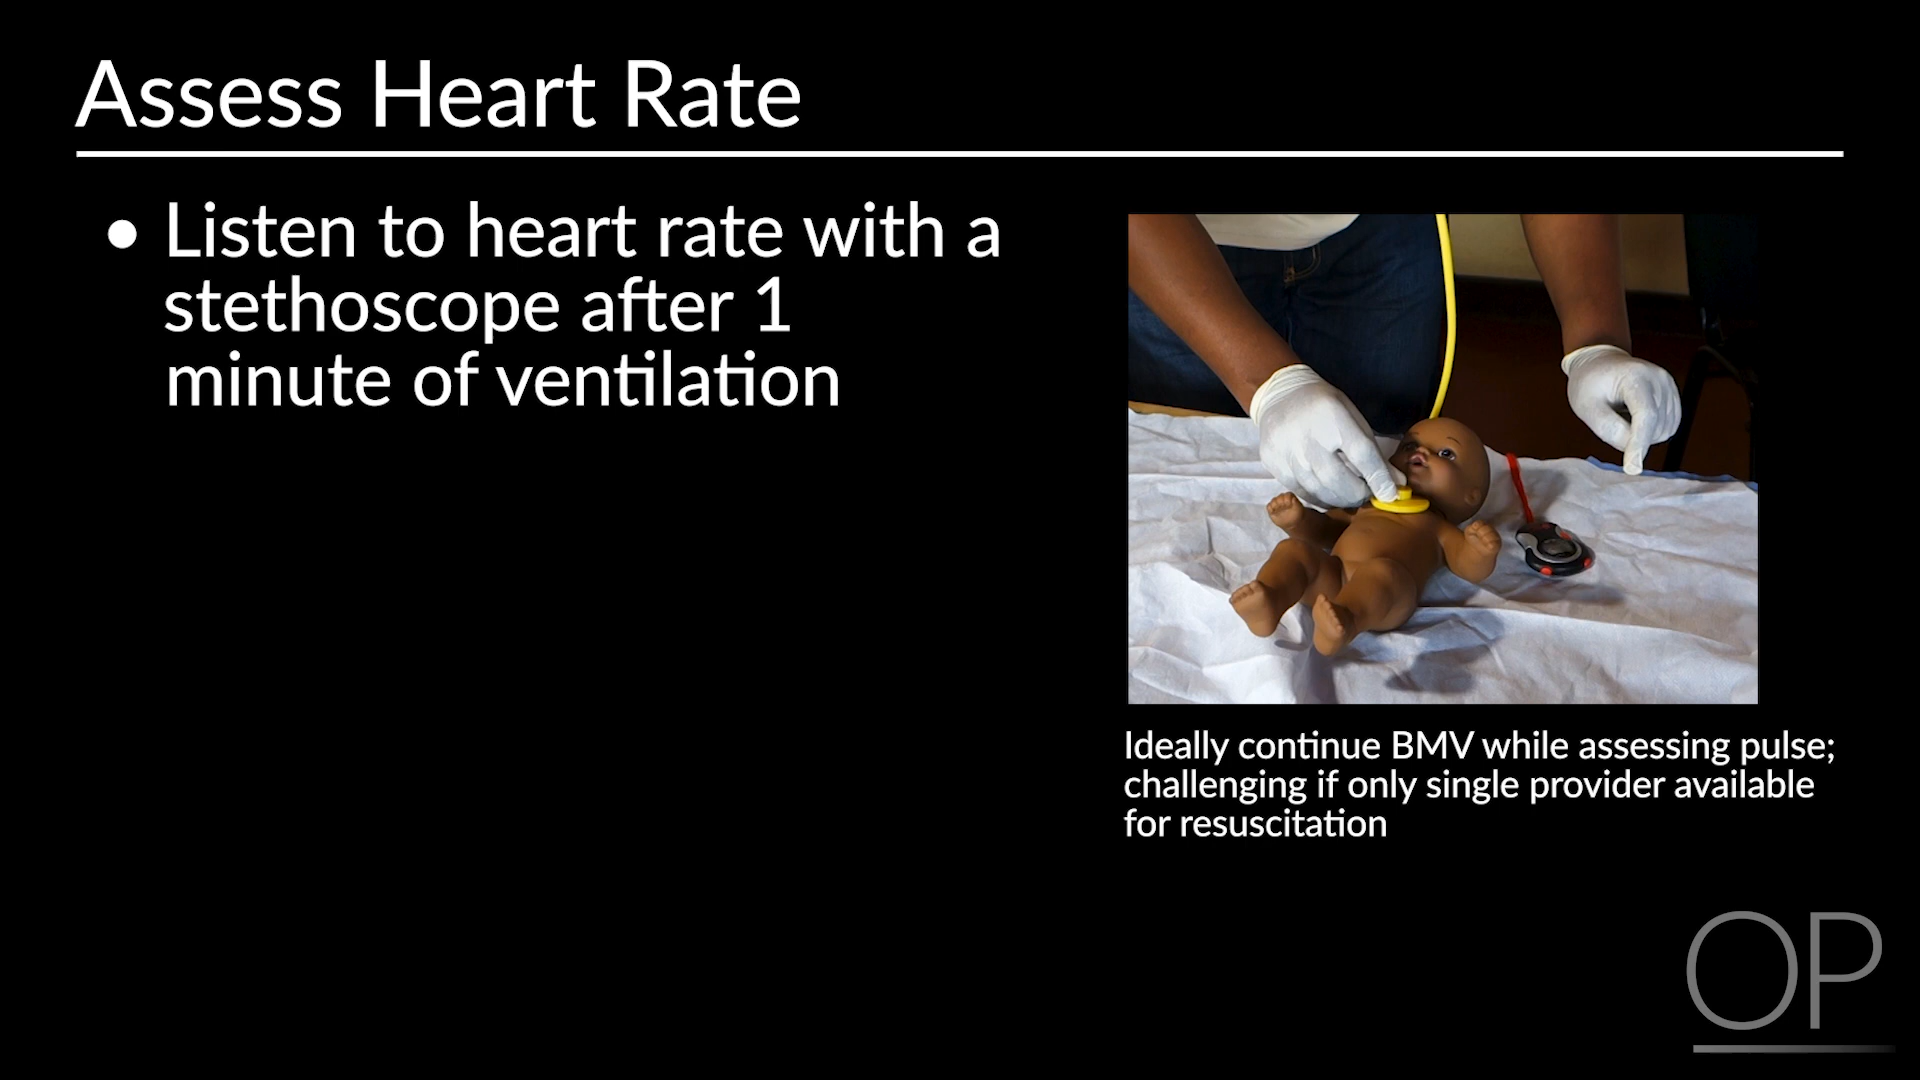 Assess Heart Rate
• Listen to heart rate with a
stethoscope after 1
minute of ventilation
Ideally continue BMV while assessing pulse;
challenging if only single provider available
for resuscitation
OP